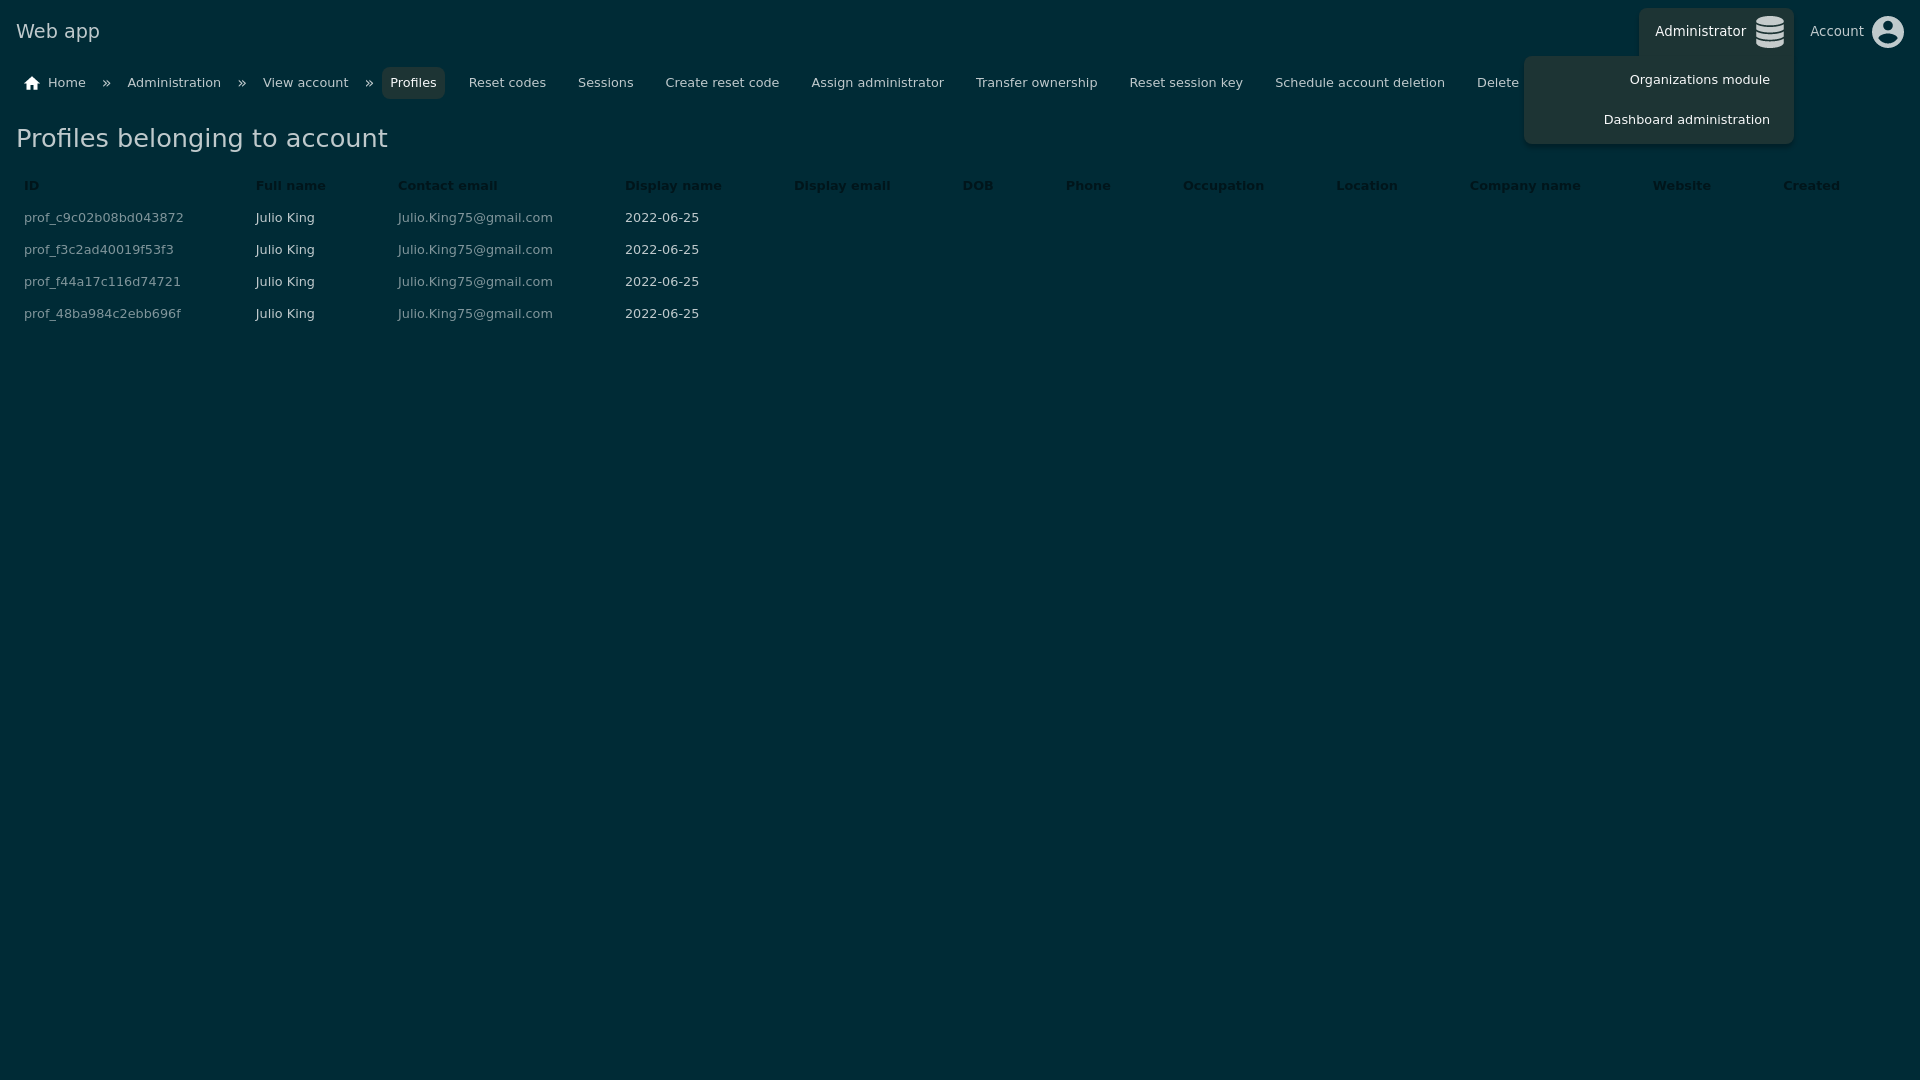 Web app
Administrator
Account
Home » Administration » View account » Profiles Reset codes Sessions Create reset code Assign administrator Transfer ownership Reset session key Schedule account deletion Delete
Organizations module
Dashboard administration
Profiles belonging to account
ID Full name Contact email Display name Display email DOB Phone Occupation Location Company name Website Created
prof_c9c02b08bd043872 Julio King Julio.King75@gmail.com 2022-06-25
prof_f3c2ad40019f53f3 Julio King Julio.King75@gmail.com 2022-06-25
prof_f44a17c116d74721 Julio King Julio.King75@gmail.com 2022-06-25
prof_48ba984c2ebb696f Julio King Julio.King75@gmail.com 2022-06-25